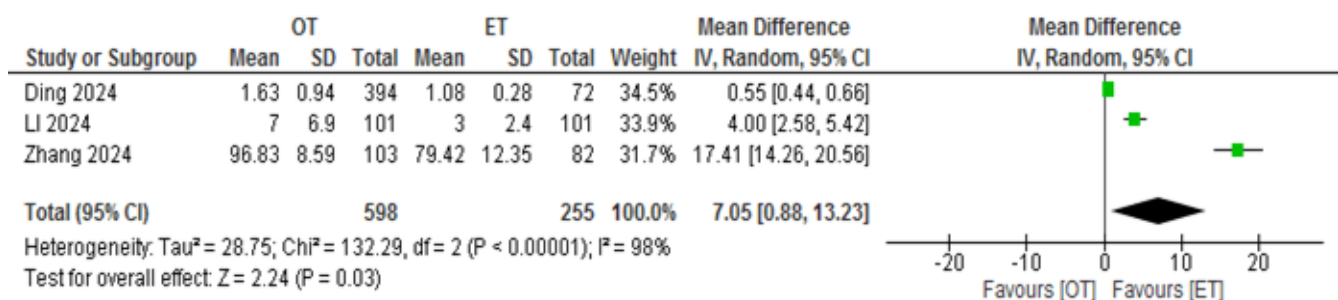 OT ET Mean Difference Mean Difference
Study or Subgroup Mean SD Total Mean SD Total Weight IV, Random, 95% CI IV, Random, 95% CI
Ding 2024 1.63 0.94 394 1.08 0.28 72 34.5% 0.55 [0.44, 0.66]
LI 2024 7 6.9 101 3 2.4 101 33.9% 4.00 [2.58, 5.42]
Zhang 2024 96.83 8.59 103 79.42 12.35 82 31.7% 17.41 [14.26, 20.56]
Total (95% CI) 598 255 100.0% 7.05 [0.88, 13.23]
Heterogeneity: Tau² = 28.75; Chi² = 132.29, df = 2 (P < 0.00001); I² = 98%
Test for overall effect: Z = 2.24 (P = 0.03)
-20 -10 0 10 20
Favours [OT] Favours [ET]